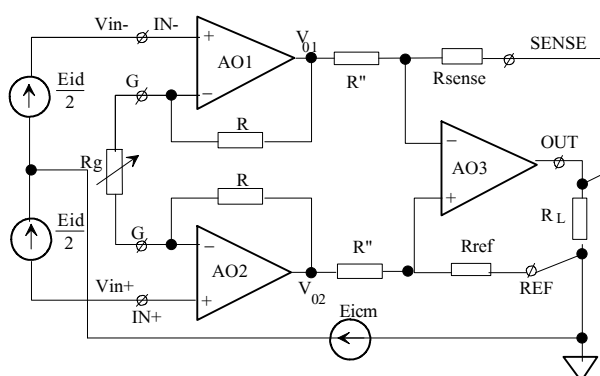 Vin- IN- V01 SENSE
+
AO1
R" Rsense
Eid
2
G
−
R
OUT
−
AO3
+
Rg
R
RL
Eid
2
G
−
AO2
+
R" Rref
REF
Vin+ V02
IN+
Eicm